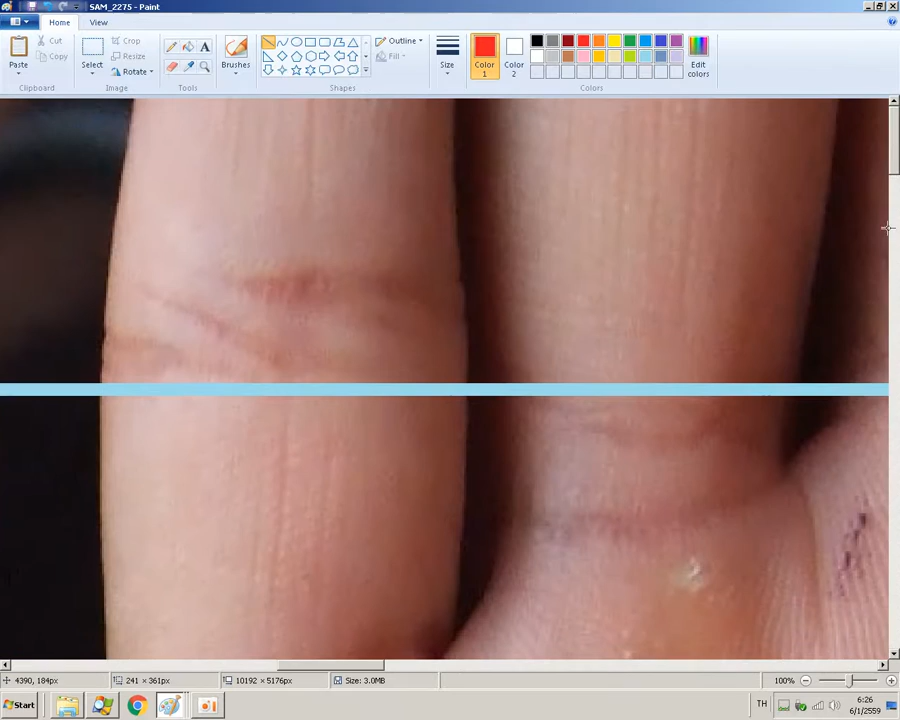 SAM_2275 - Paint
Home
View
Paste
Cut
Copy
Clipboard
Select
Crop
Resize
Rotate
Image
Tools
Brushes
Outline
Fill
Shapes
Size
Color 1
Color 2
Edit colors
Colors
4390, 184px
241 × 361px
10192 × 5176px
Size: 3.0MB
100%
Start
TH
6:26
6/1/2559